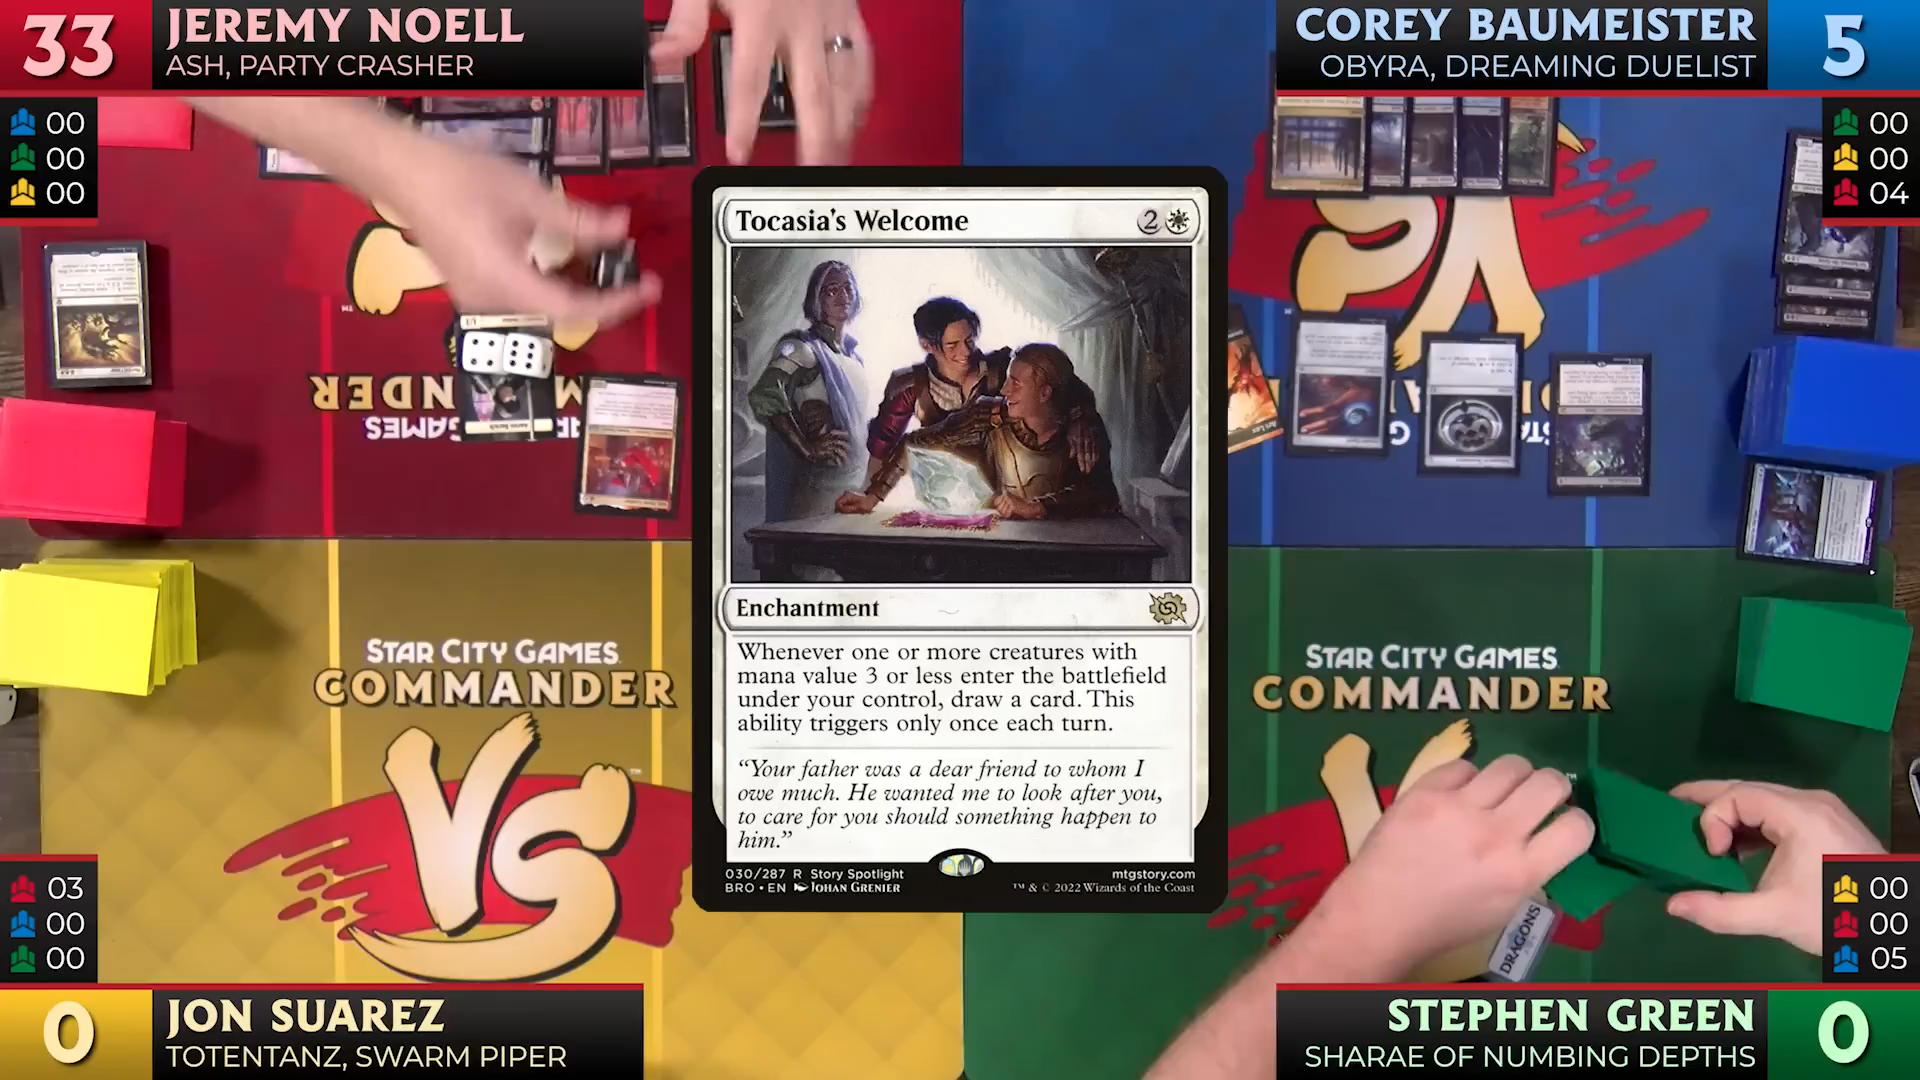 33
JEREMY NOELL
ASH, PARTY CRASHER
00
00
00
COREY BAUMEISTER
OBYRA, DREAMING DUELIST
5
00
00
04
Tocasia's Welcome
2
Enchantment
Whenever one or more creatures with
mana value 3 or less enter the battlefield
under your control, draw a card. This
ability triggers only once each turn.
"Your father was a dear friend to whom I
owe much. He wanted me to look after you,
to care for you should something happen to
him."
030/287 R Story Spotlight
BRO • EN Johan Grenier
mtgstory.com
™ & © 2022 Wizards of the Coast
NDER
GAMES
STAR CITY GAMES
COMMANDER
VS
STAR CITY GAMES
COMMANDER
DRAGONS
03
00
00
0
JON SUAREZ
TOTENTANZ, SWARM PIPER
00
00
05
STEPHEN GREEN
SHARAE OF NUMBING DEPTHS
0